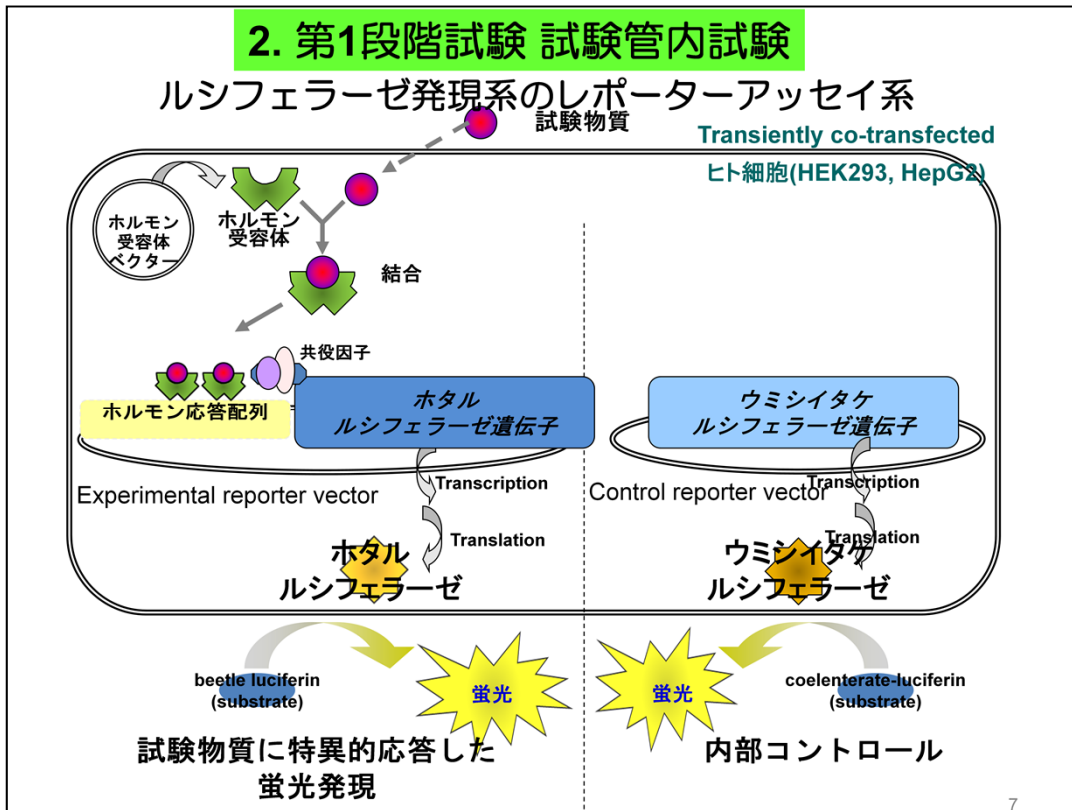 2. 第1段階試験 試験管内試験
ルシフェラーゼ発現系のレポーターアッセイ系
試験物質
Transiently co-transfected
ヒト細胞(HEK293, HepG2)
ホルモン
受容体
ベクター
ホルモン
受容体
結合
共役因子
ホルモン応答配列
ホタル
ルシフェラーゼ遺伝子
ウミシイタケ
ルシフェラーゼ遺伝子
Experimental reporter vector
Transcription
Control reporter vector
Transcription
Translation
Translation
ホタル
ルシフェラーゼ
ウミシイタケ
ルシフェラーゼ
beetle luciferin
(substrate)
蛍光
蛍光
coelenterate-luciferin
(substrate)
試験物質に特異的応答した
蛍光発現
内部コントロール
7